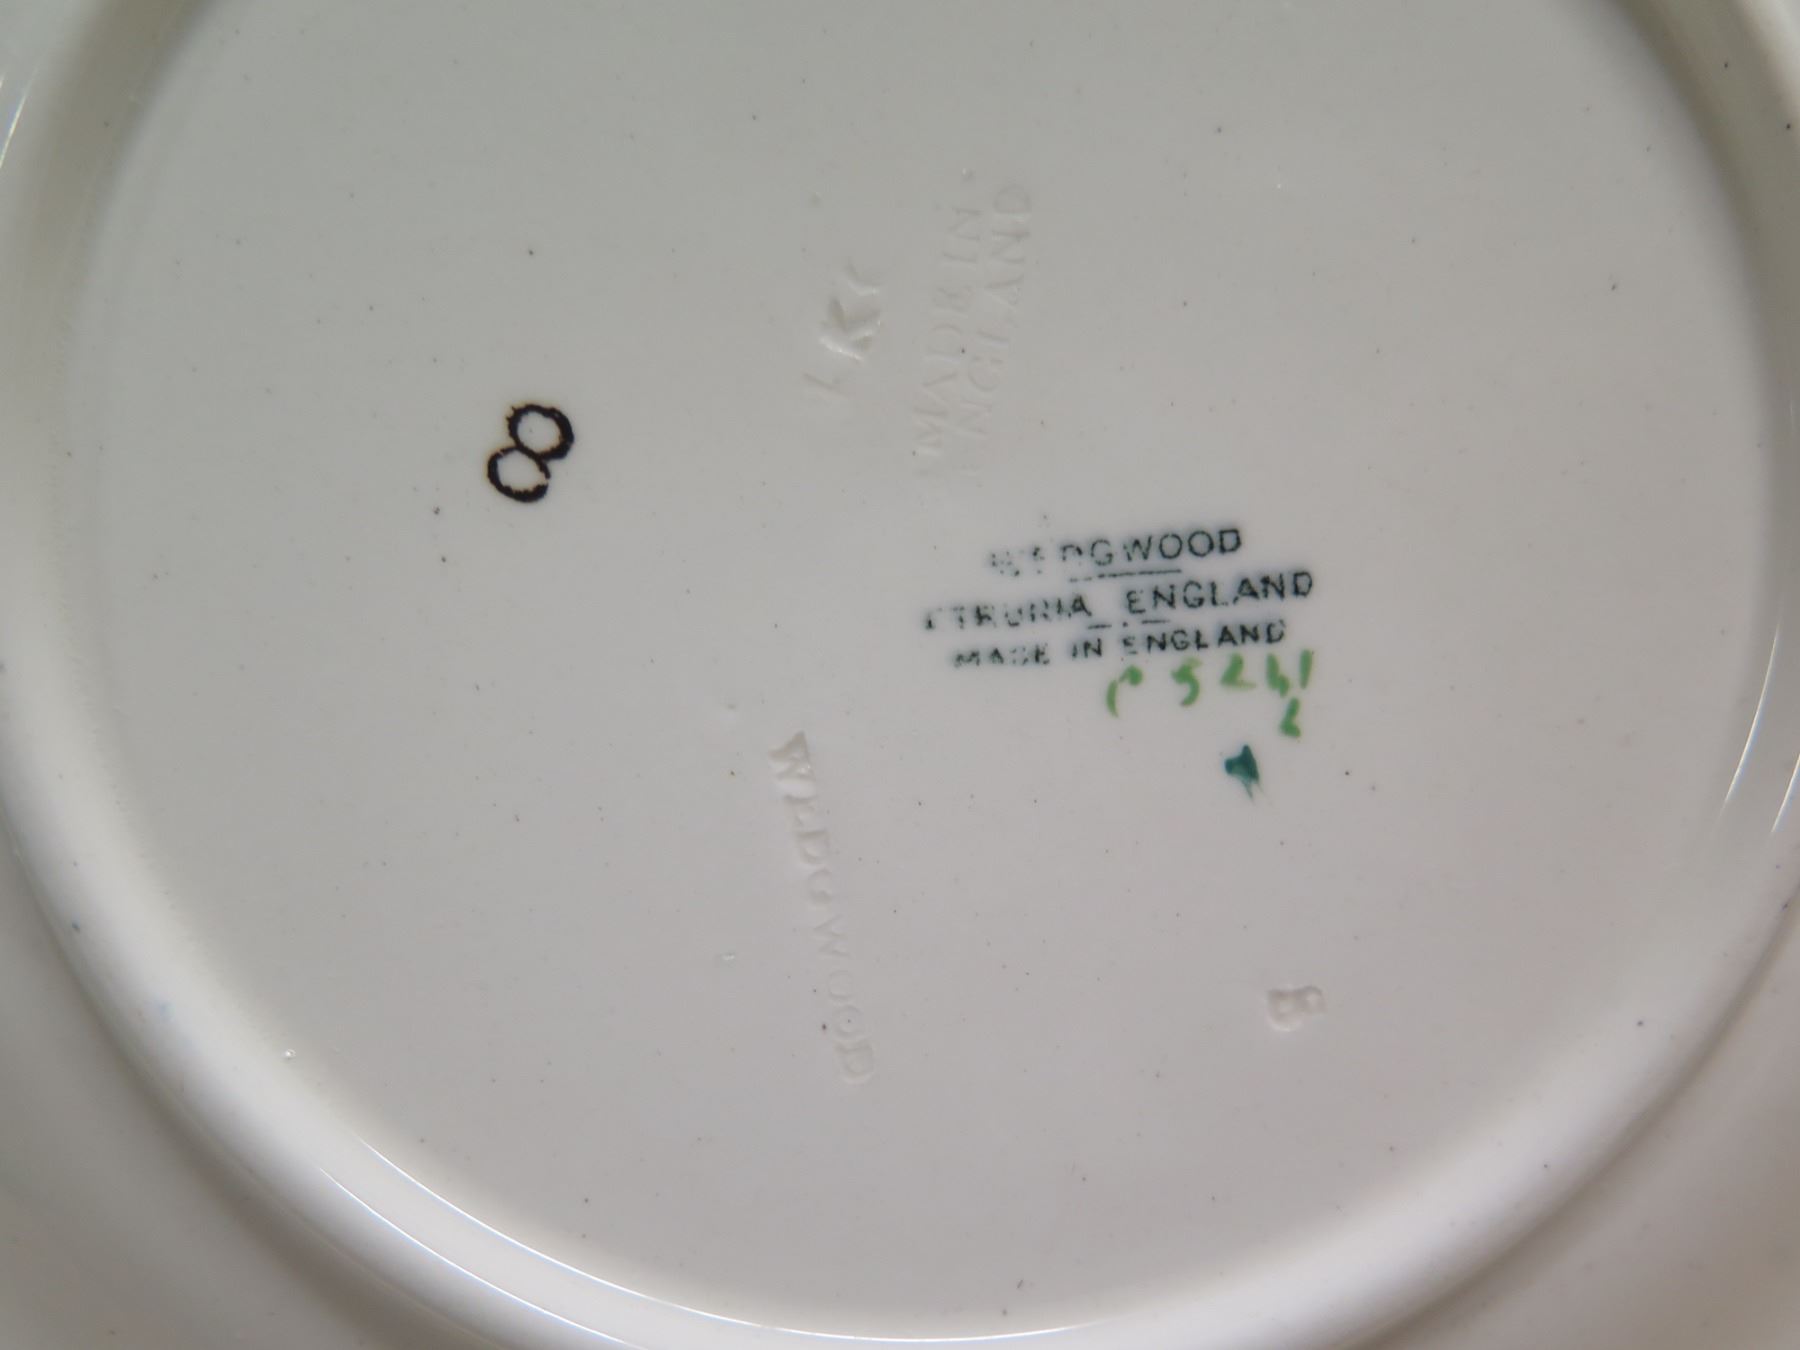 MADE IN
ENGLAND
8
WEDGWOOD
ETRURIA ENGLAND
MADE IN ENGLAND
WEDGWOOD
B